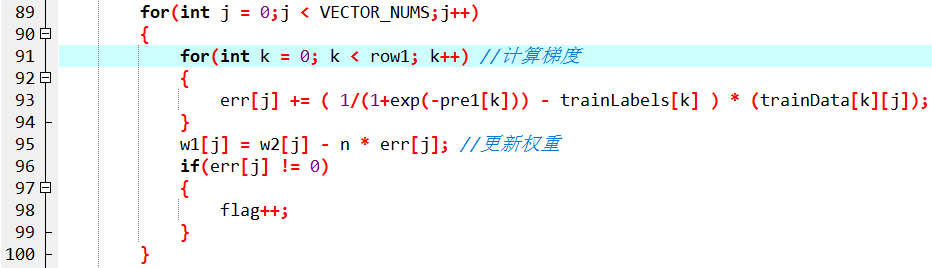 89 for(int j = 0;j < VECTOR_NUMS;j++)
90 {
91 for(int k = 0; k < row1; k++) //计算梯度
92 {
93 err[j] += ( 1/(1+exp(-pre1[k])) - trainLabels[k] ) * (trainData[k][j]);
94 }
95 w1[j] = w2[j] - n * err[j]; //更新权重
96 if(err[j] != 0)
97 {
98 flag++;
99 }
100 }